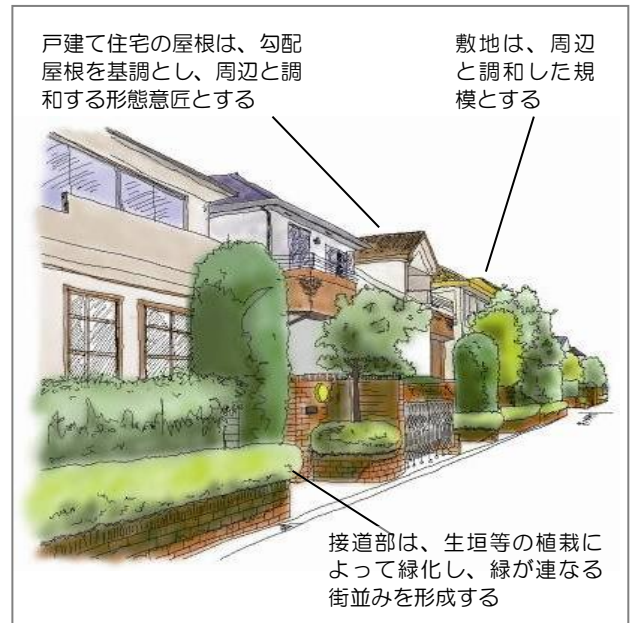 戸建て住宅の屋根は、勾配
屋根を基調とし、周辺と調
和する形態意匠とする
敷地は、周辺
と調和した規
模とする
接道部は、生垣等の植栽に
よって緑化し、緑が連なる
街並みを形成する